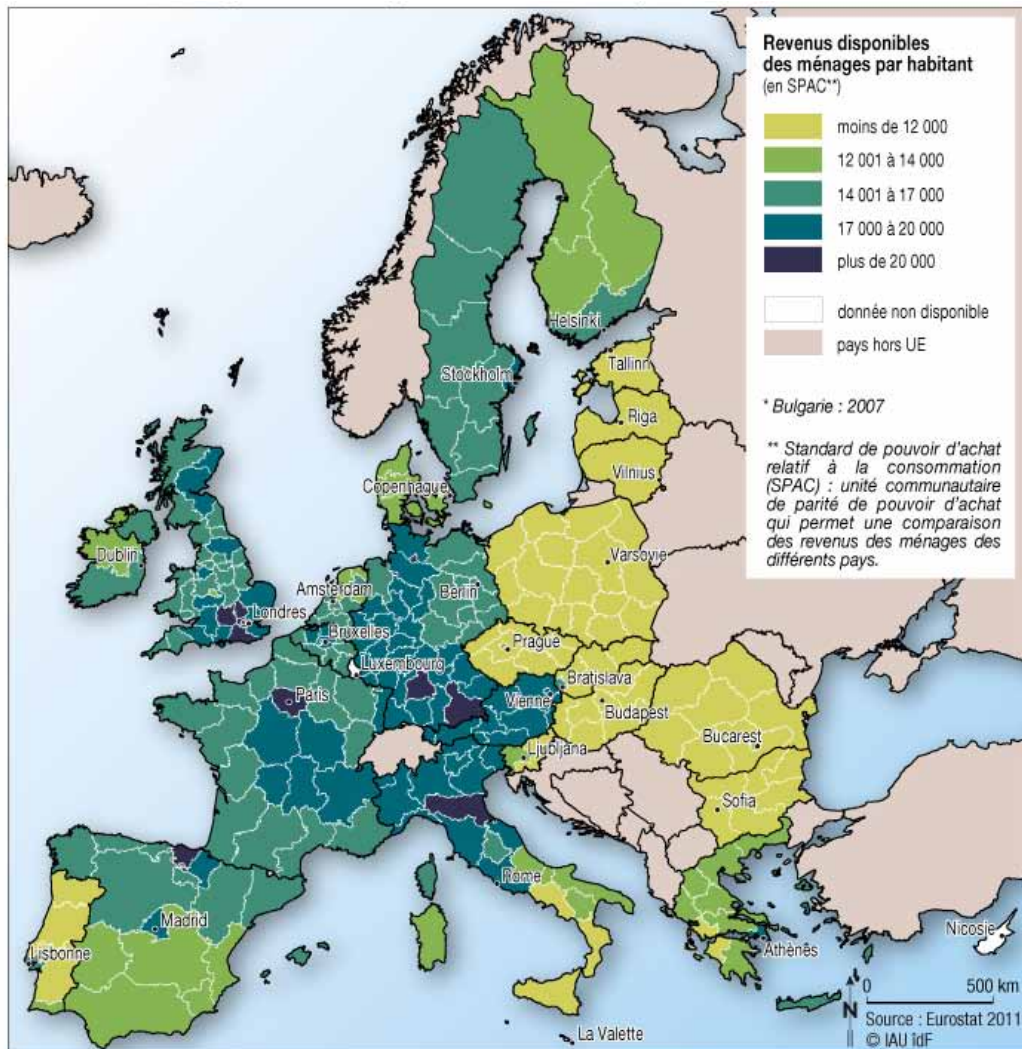 Revenus disponibles
des ménages par habitant
(en SPAC**)
moins de 12 000
12 001 à 14 000
14 001 à 17 000
17 000 à 20 000
plus de 20 000
donnée non disponible
pays hors UE
* Bulgarie : 2007
** Standard de pouvoir d'achat
relatif à la consommation
(SPAC) : unité communautaire
de parité de pouvoir d'achat
qui permet une comparaison
des revenus des ménages des
différents pays.
Helsinki
Tallinn
Stockholm
Riga
Vilnius
Copenhague
Dublin
Varsovie
Amsterdam
Berlin
Londres
Bruxelles
Prague
Luxembourg
Bratislava
Paris
Vienne
Budapest
Ljubljana
Bucarest
Sofia
Rome
Madrid
Lisbonne
Athènes
Nicosie
La Valette
N
0 500 km
Source : Eurostat 2011
© IAU îdF